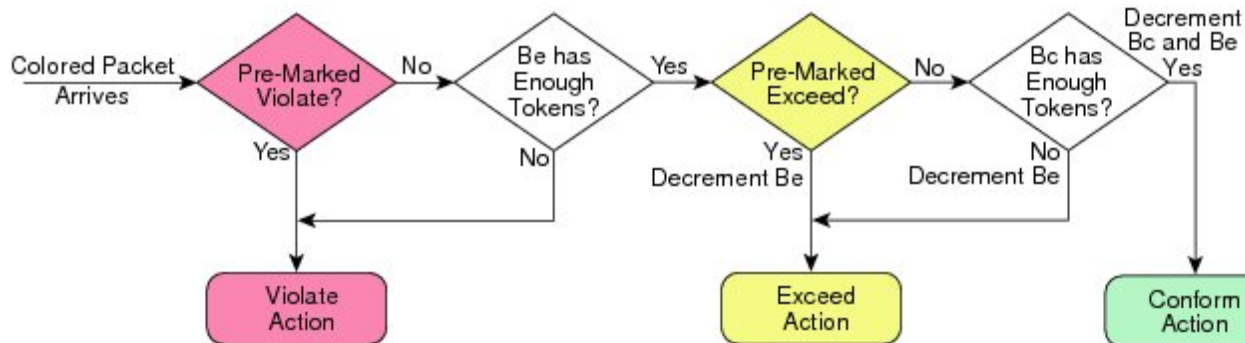 Colored Packet
Arrives
Pre-Marked
Violate?
No
Yes
Be has
Enough
Tokens?
Yes
No
Pre-Marked
Exceed?
No
Yes
Decrement Be
Bc has
Enough
Tokens?
Decrement
Bc and Be
Yes
No
Decrement Be
Violate
Action
Exceed
Action
Conform
Action